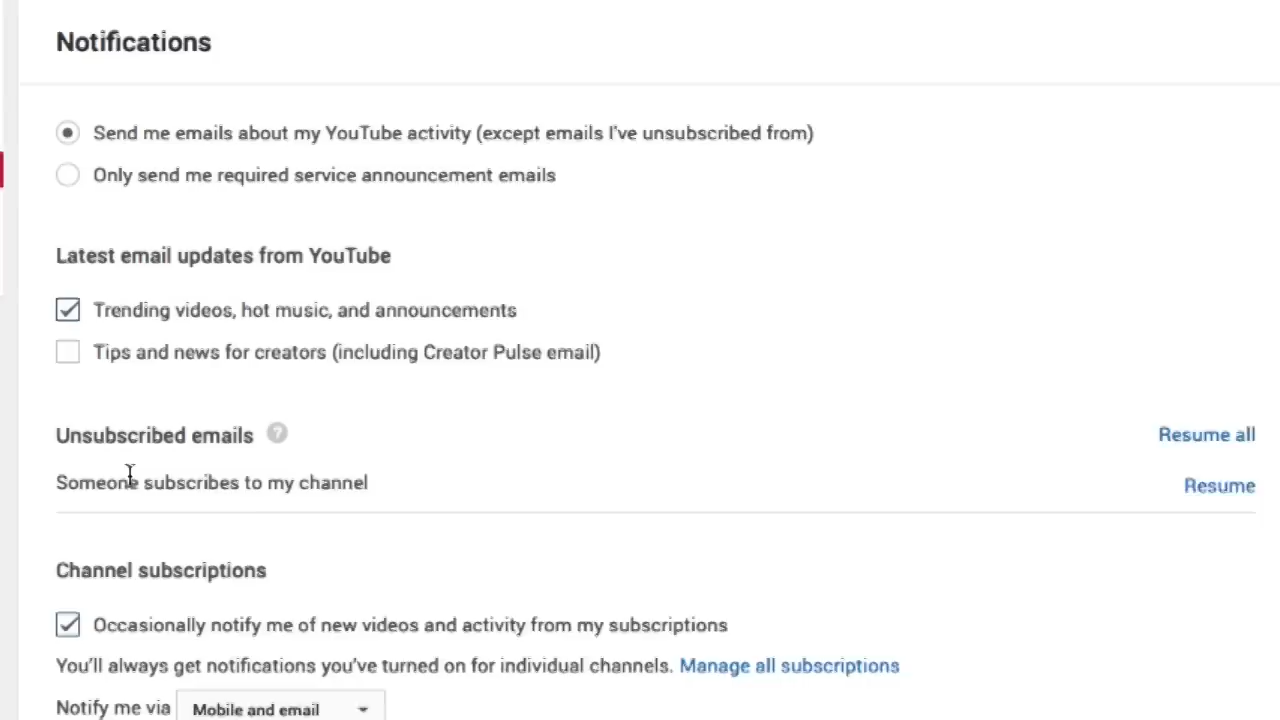 Notifications
Send me emails about my YouTube activity (except emails I've unsubscribed from)
Only send me required service announcement emails
Latest email updates from YouTube
Trending videos, hot music, and announcements
Tips and news for creators (including Creator Pulse email)
Unsubscribed emails ? Resume all
Someone subscribes to my channel Resume
Channel subscriptions
Occasionally notify me of new videos and activity from my subscriptions
You'll always get notifications you've turned on for individual channels. Manage all subscriptions
Notify me via Mobile and email